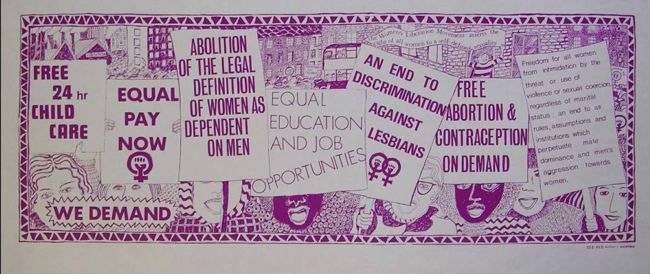 The Women's Liberation Movement asserts the
right of all women to a self-defined sexuality
FREE
24 hr
CHILD
CARE
EQUAL
PAY
NOW
WE DEMAND
ABOLITION
OF THE LEGAL
DEFINITION
OF WOMEN AS
DEPENDENT
ON MEN
EQUAL
EDUCATION
AND JOB
OPPORTUNITIES
AN END TO
DISCRIMINATION
AGAINST
LESBIANS
FREE
ABORTION &
CONTRACEPTION
ON DEMAND
Freedom for all women
from intimidation by the
threat or use of
violence or sexual coercion,
regardless of marital
status; an end to all
rules, assumptions and
institutions which
perpetuate male
dominance and men's
aggression towards
women.
SEE RED